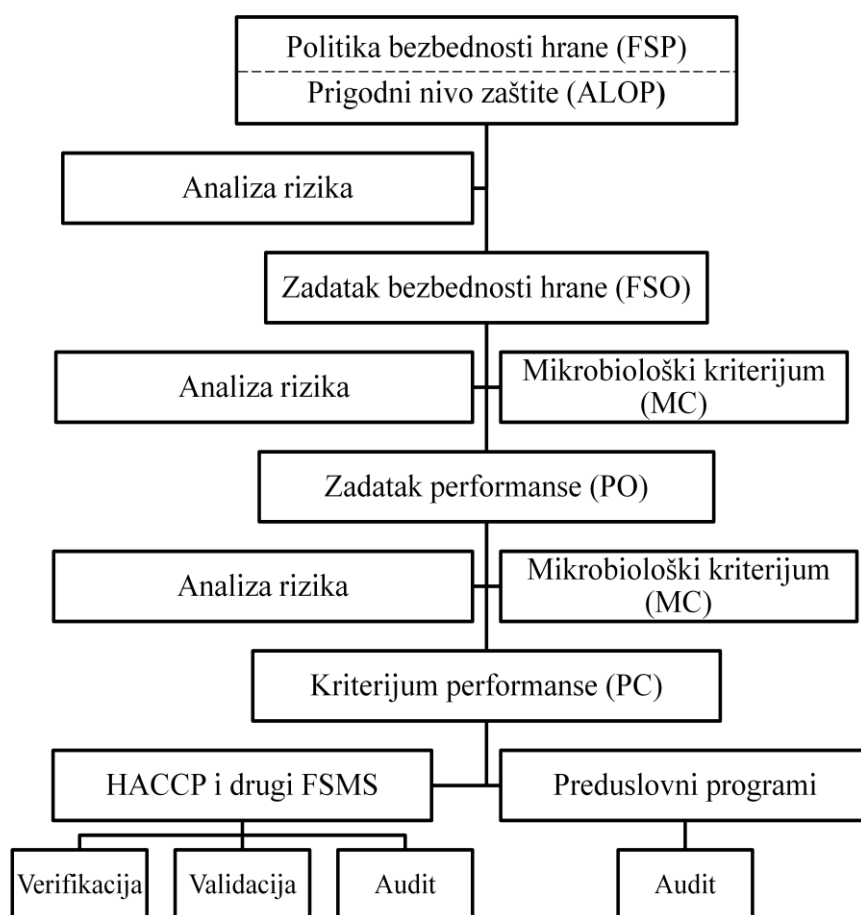 Politika bezbednosti hrane (FSP)
Prigodni nivo zaštite (ALOP)
Analiza rizika
Zadatak bezbednosti hrane (FSO)
Analiza rizika
Mikrobiološki kriterijum
(MC)
Zadatak performanse (PO)
Analiza rizika
Mikrobiološki kriterijum
(MC)
Kriterijum performanse (PC)
HACCP i drugi FSMS
Preduslovni programi
Verifikacija
Validacija
Audit
Audit